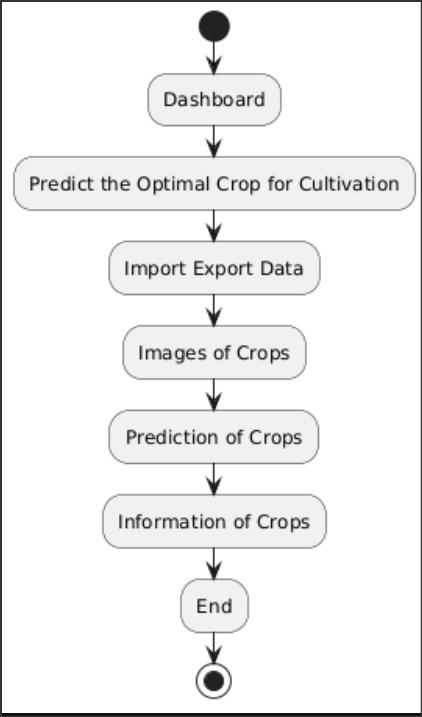 Dashboard
Predict the Optimal Crop for Cultivation
Import Export Data
Images of Crops
Prediction of Crops
Information of Crops
End